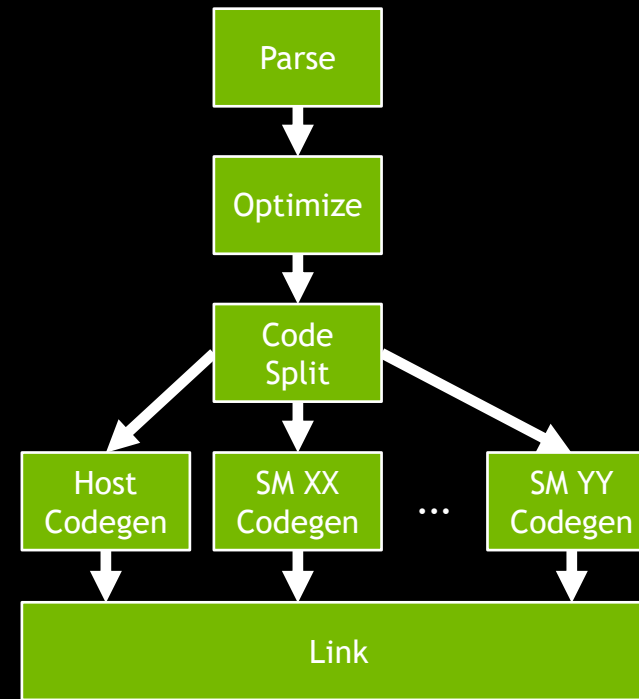 Parse
Optimize
Code
Split
Host
Codegen
SM XX
Codegen
...
SM YY
Codegen
Link